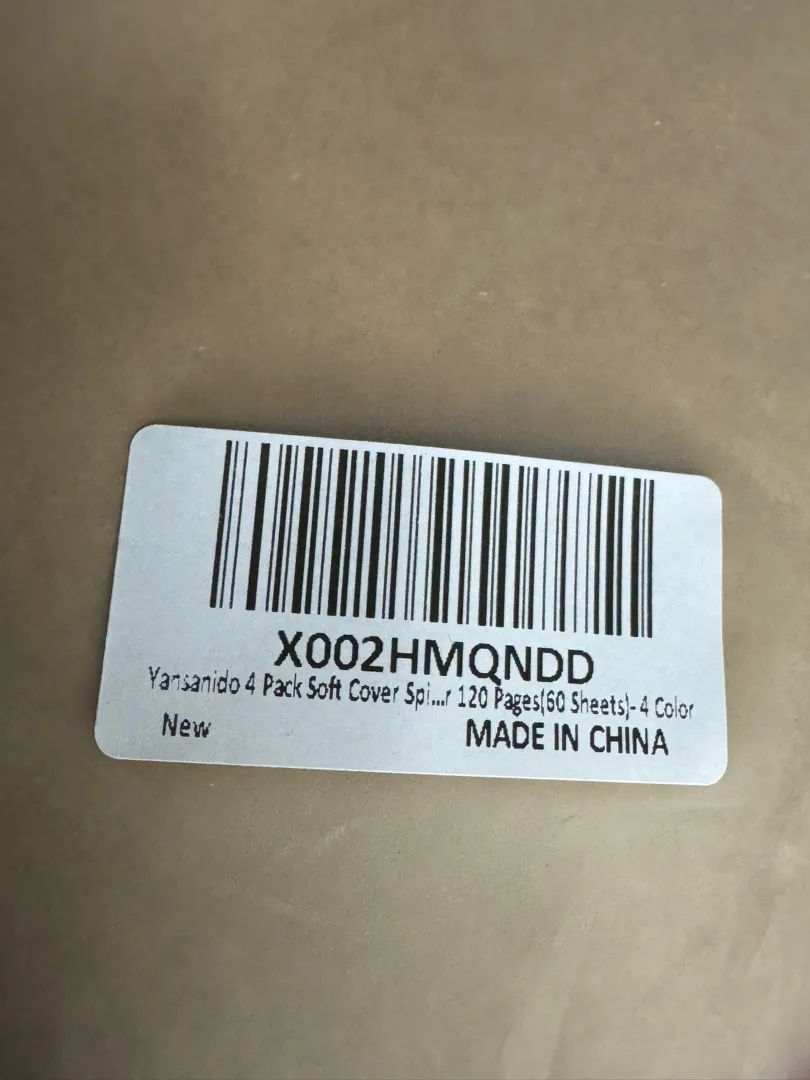 X002HMQNDD
Yansanido 4 Pack Soft Cover Spi...r 120 Pages(60 Sheets)- 4 Color
New
MADE IN CHINA